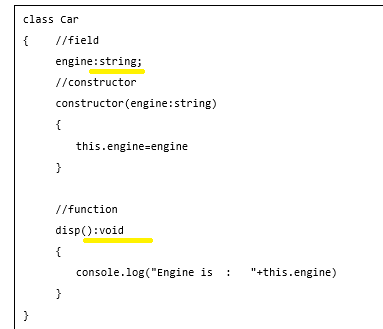 class Car
{    //field
     engine:string;
     //constructor
     constructor(engine:string)
     {
        this.engine=engine
     }
     //function
     disp():void
     {
        console.log("Engine is  :   "+this.engine)
     }
}